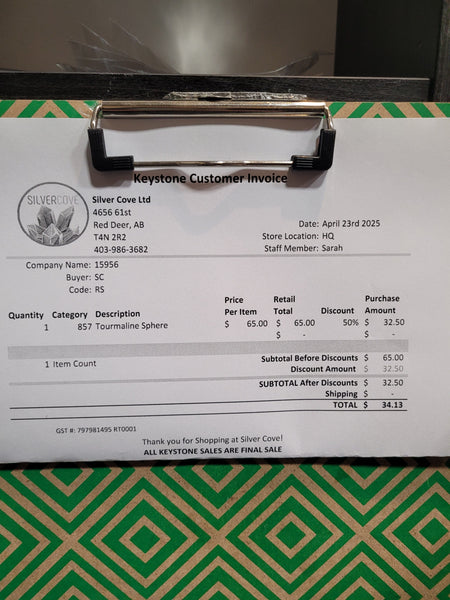 Keystone Customer Invoice
SILVERCOVE
Silver Cove Ltd
4656 61st
Red Deer, AB
T4N 2R2
403-986-3682
Date: April 23rd 2025
Store Location: HQ
Staff Member: Sarah
Company Name: 15956
Buyer: SC
Code: RS
Quantity Category Description Price Per Item Retail Total Discount Purchase Amount
1 857 Tourmaline Sphere $ 65.00 $ 65.00 50% $ 32.50
$ - $ -
1 Item Count
Subtotal Before Discounts $ 65.00
Discount Amount $ 32.50
SUBTOTAL After Discounts $ 32.50
Shipping $ -
TOTAL $ 34.13
GST #: 797981495 RT0001
Thank you for Shopping at Silver Cove!
ALL KEYSTONE SALES ARE FINAL SALE